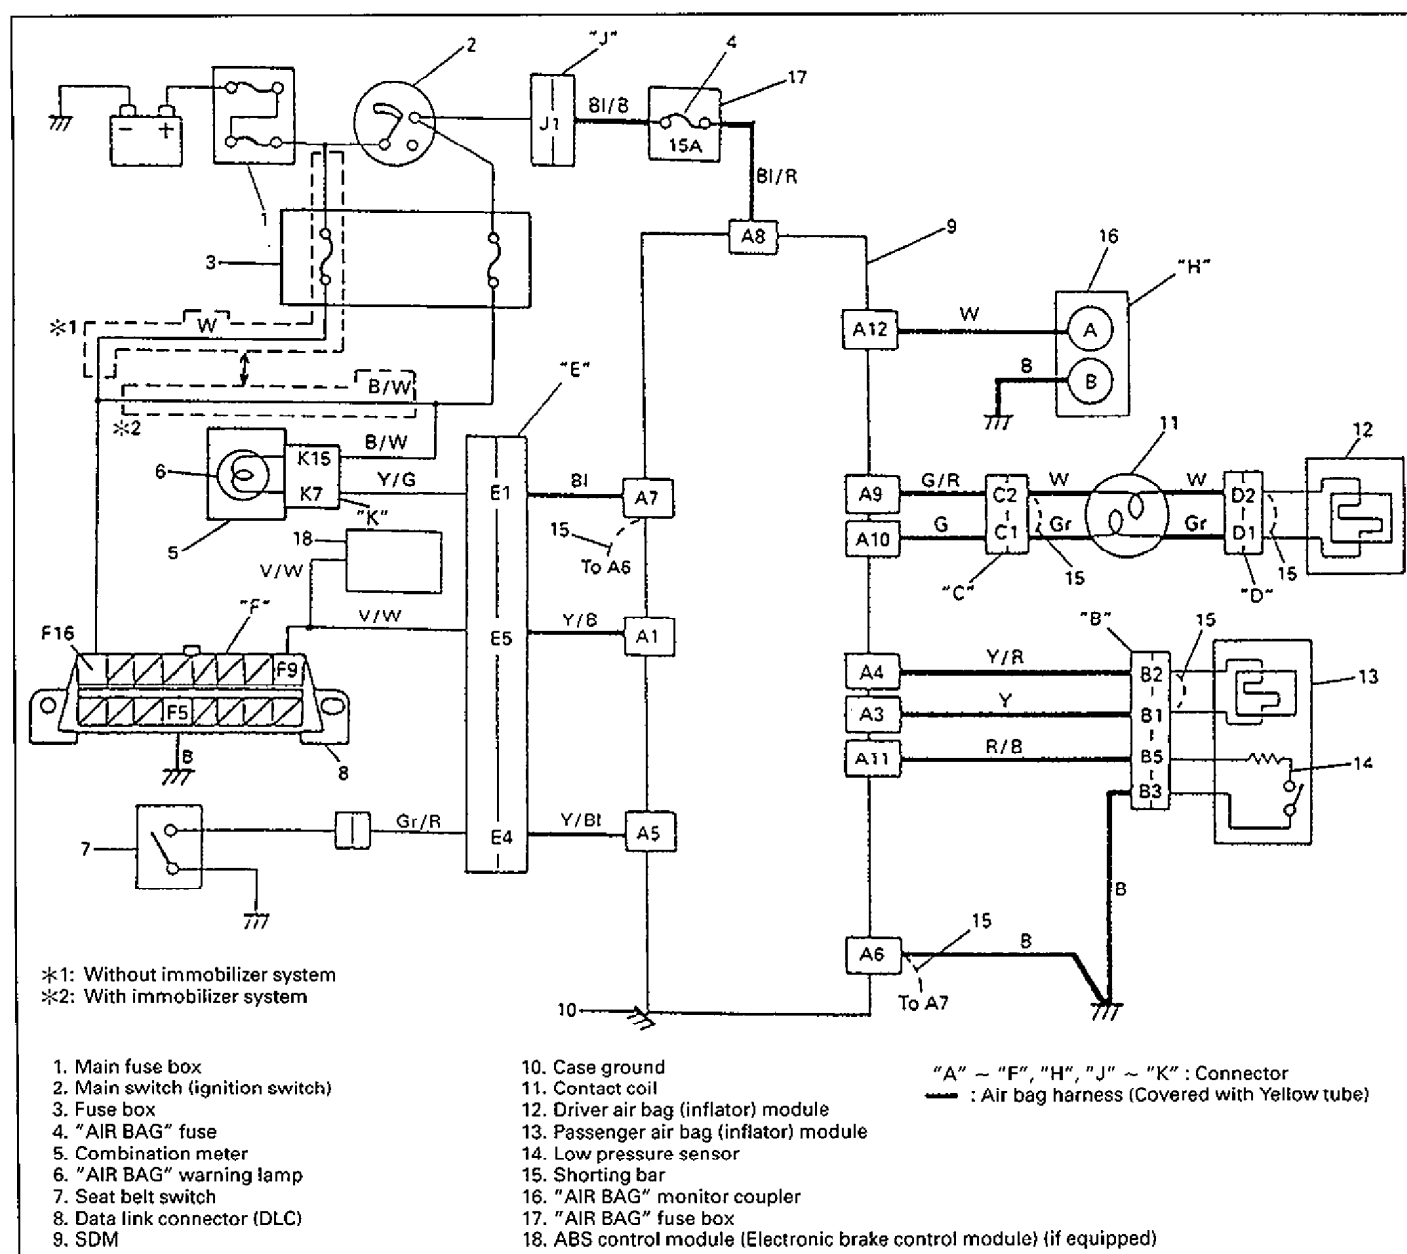 2
"J"
4
17
Bl/B
J1
15A
- +
Bl/R
1
A8
9
16
"H"
3
A12
W
A
✳1
W
B
B
"E"
B/W
✳2
11
12
B/W
K15
6
Y/G
K7
E1
Bl
A7
A9
G/R
C2
W
W
D2
"K"
15
A10
G
C1
Gr
Gr
D1
5
18
To A6
"C"
15
"D"
15
V/W
"F"
V/W
Y/B
"B"
15
F16
E5
A1
F9
A4
Y/R
B2
13
F5
A3
Y
B1
B
A11
R/B
B5
14
8
B3
Gr/R
Y/Bl
7
E4
A5
B
15
A6
B
✳1: Without immobilizer system
✳2: With immobilizer system
10
To A7
1. Main fuse box
2. Main switch (ignition switch)
3. Fuse box
4. "AIR BAG" fuse
5. Combination meter
6. "AIR BAG" warning lamp
7. Seat belt switch
8. Data link connector (DLC)
9. SDM
10. Case ground
11. Contact coil
12. Driver air bag (inflator) module
13. Passenger air bag (inflator) module
14. Low pressure sensor
15. Shorting bar
16. "AIR BAG" monitor coupler
17. "AIR BAG" fuse box
18. ABS control module (Electronic brake control module) (if equipped)
"A" ~ "F", "H", "J" ~ "K" : Connector
: Air bag harness (Covered with Yellow tube)